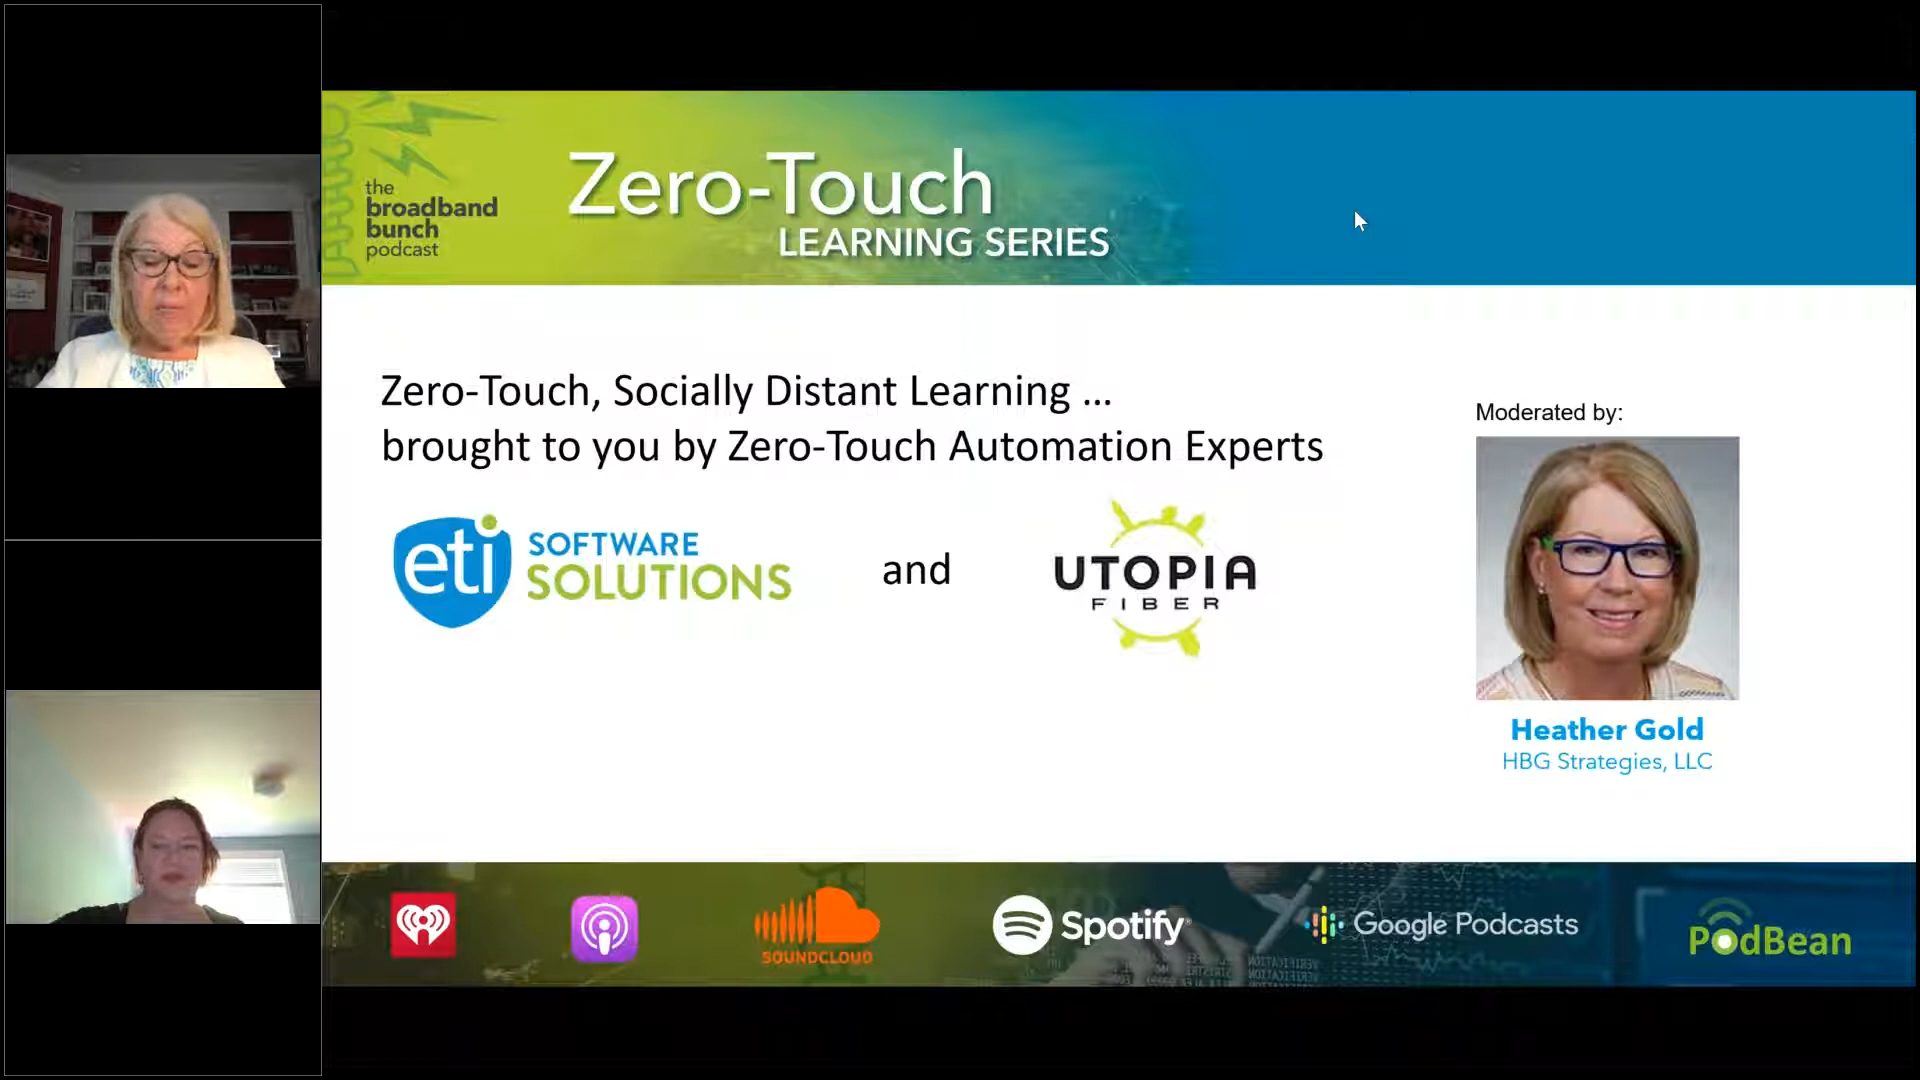 the
broadband
bunch
podcast
Zero-Touch
LEARNING SERIES
Zero-Touch, Socially Distant Learning ...
brought to you by Zero-Touch Automation Experts
eti SOFTWARE
SOLUTIONS
and
UTOPIA
FIBER
Moderated by:
Heather Gold
HBG Strategies, LLC
SOUNDCLOUD
Spotify
Google Podcasts
PodBean